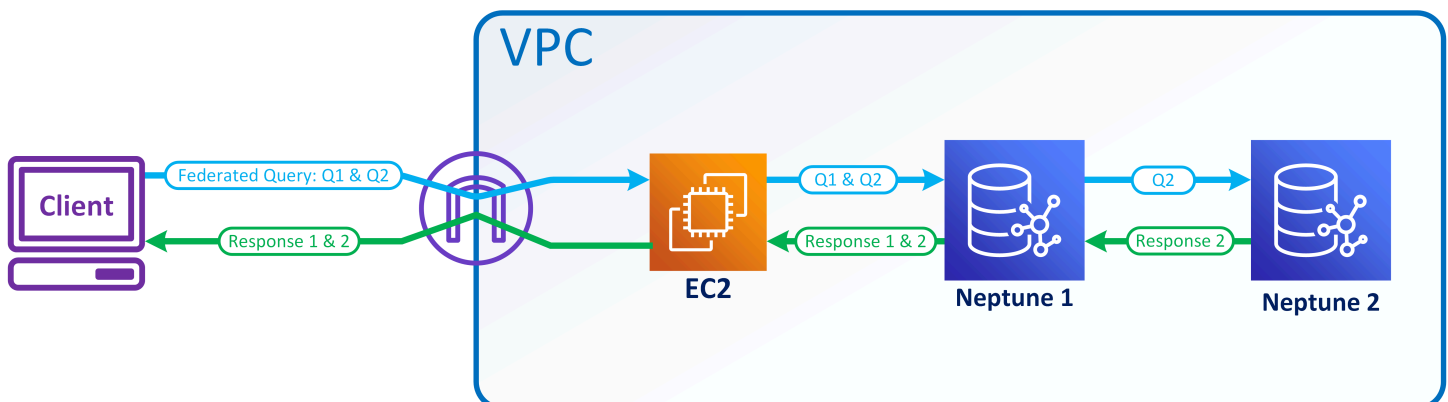 VPC
Federated Query: Q1 & Q2
Q1 & Q2
Q2
Client
Response 1 & 2
Response 1 & 2
Response 2
EC2
Neptune 1
Neptune 2